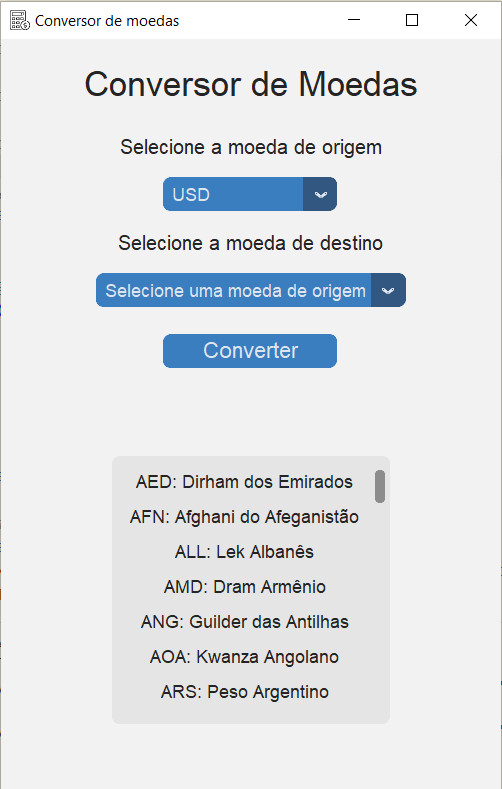 Conversor de moedas
Conversor de Moedas
Selecione a moeda de origem
USD
Selecione a moeda de destino
Selecione uma moeda de origem
Converter
AED: Dirham dos Emirados
AFN: Afghani do Afeganistão
ALL: Lek Albanês
AMD: Dram Armênio
ANG: Guilder das Antilhas
AOA: Kwanza Angolano
ARS: Peso Argentino